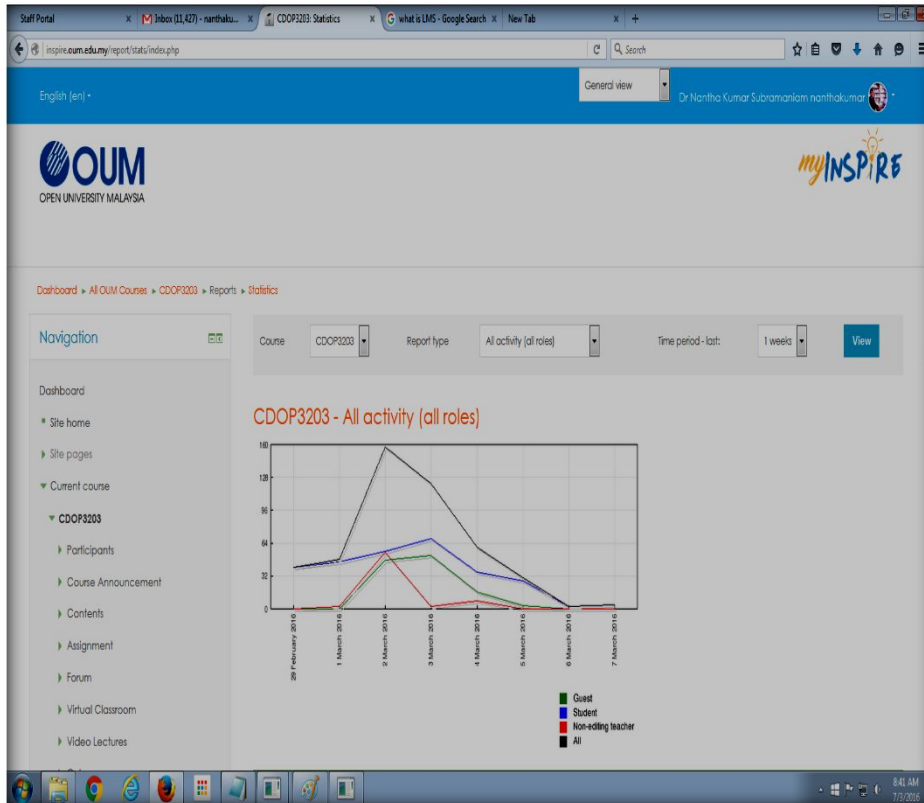 Staff Portal
Inbox (11,427) - nanthaku...
CDOP3203: Statistics
what is LMS - Google Search
New Tab
inspire.oum.edu.my/report/stats/index.php
Search
English (en)
General view
Dr Nantha Kumar Subramaniam nanthakumar
OUM
OPEN UNIVERSITY MALAYSIA
myINSPIRE
Dashboard ▸ All OUM Courses ▸ CDOP3203 ▸ Reports ▸ Statistics
Navigation
Course CDOP3203 Report type All activity (all roles) Time period - last: 1 weeks View
Dashboard
Site home
Site pages
Current course
CDOP3203
Participants
Course Announcement
Contents
Assignment
Forum
Virtual Classroom
Video Lectures
CDOP3203 - All activity (all roles)
160
128
96
64
32
0
29 February 2016
1 March 2016
2 March 2016
3 March 2016
4 March 2016
5 March 2016
6 March 2016
7 March 2016
Guest
Student
Non-editing teacher
All
8:41 AM
7/3/2016